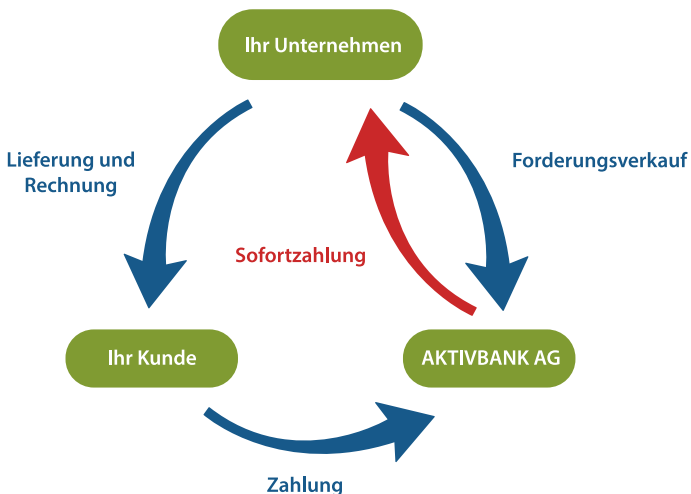 Ihr Unternehmen
Lieferung und
Rechnung
Forderungsverkauf
Sofortzahlung
Ihr Kunde
AKTIVBANK AG
Zahlung